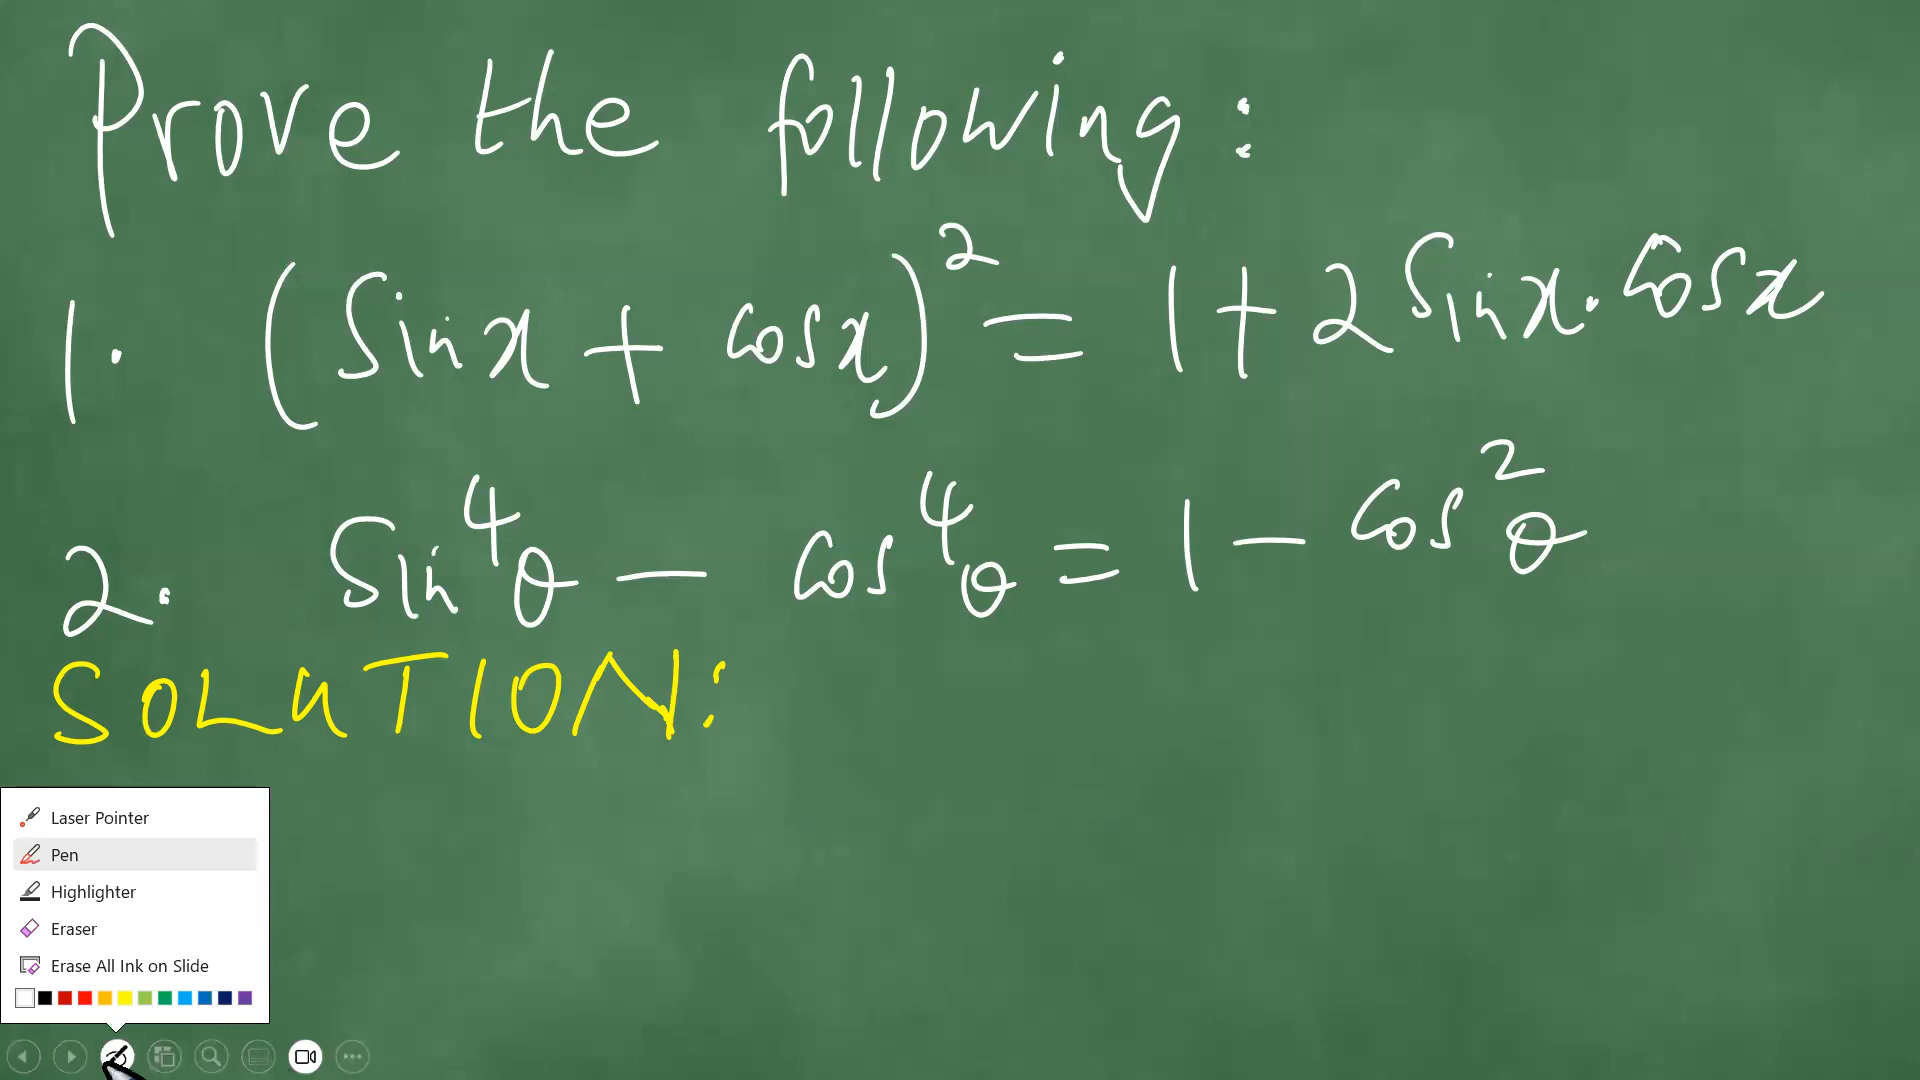 Prove the following:
1. (Sinx + cosx)² = 1 + 2Sinx.Cosx
2. Sin⁴θ - Cos⁴θ = 1 - Cos²θ
SOLUTION:
Laser Pointer
Pen
Highlighter
Eraser
Erase All Ink on Slide